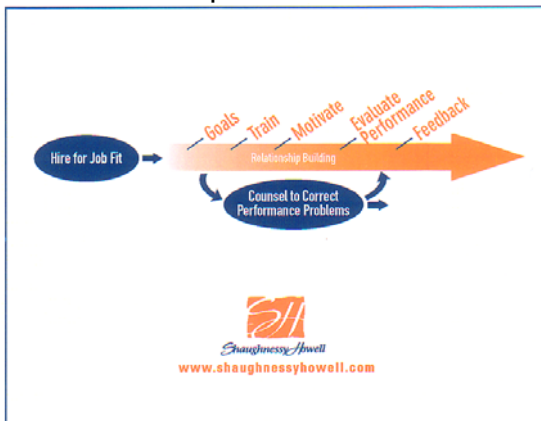 Hire for Job Fit
Goals
Train
Motivate
Evaluate
Performance
Feedback
Relationship Building
Counsel to Correct
Performance Problems
SH
Shaughnessy Howell
www.shaughnessyhowell.com